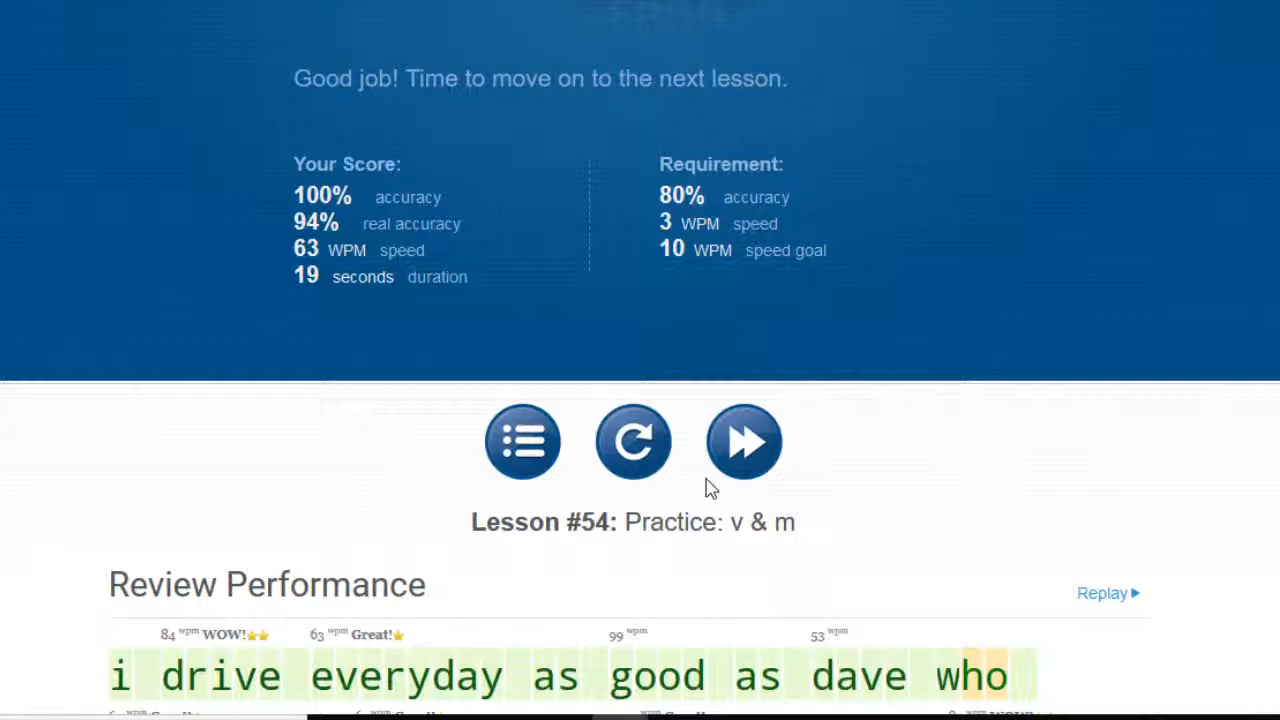 Good job! Time to move on to the next lesson.
Your Score:
100% accuracy
94% real accuracy
63 WPM speed
19 seconds duration
Requirement:
80% accuracy
3 WPM speed
10 WPM speed goal
Lesson #54: Practice: v & m
Review Performance
Replay
84 wpm WOW! 63 wpm Great! 99 wpm 53 wpm
i drive everyday as good as dave who